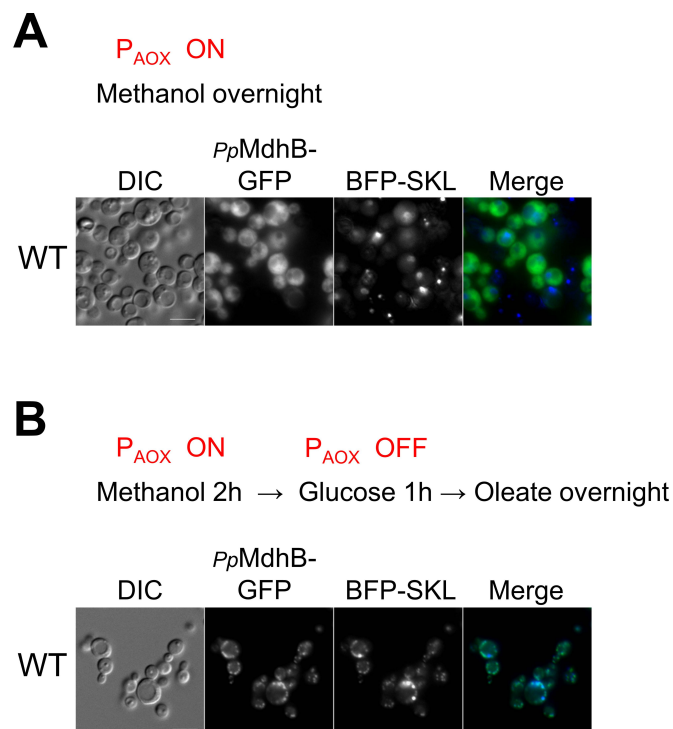 A
PAOX ON
Methanol overnight
PpMdhB-
DIC GFP BFP-SKL Merge
WT
B
PAOX ON PAOX OFF
Methanol 2h → Glucose 1h → Oleate overnight
PpMdhB-
DIC GFP BFP-SKL Merge
WT